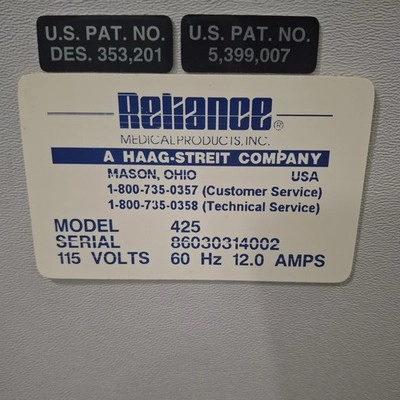 U.S. PAT. NO.
DES. 353,201
U.S. PAT. NO.
5,399,007
Reliance®
MEDICAL PRODUCTS, INC.
A HAAG-STREIT COMPANY
MASON, OHIO USA
1-800-735-0357 (Customer Service)
1-800-735-0358 (Technical Service)
MODEL 425
SERIAL 86030314002
115 VOLTS 60 Hz 12.0 AMPS